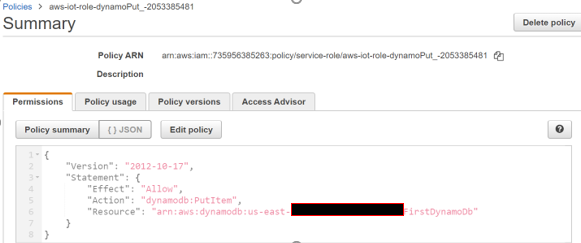 Policies > aws-iot-role-dynamoPut_-2053385481
Summary
Delete policy
Policy ARN arn:aws:iam::735956385263:policy/service-role/aws-iot-role-dynamoPut_-2053385481
Description
Permissions Policy usage Policy versions Access Advisor
Policy summary { } JSON Edit policy
1 {
2 "Version": "2012-10-17",
3 "Statement": {
4 "Effect": "Allow",
5 "Action": "dynamodb:PutItem",
6 "Resource": "arn:aws:dynamodb:us-east- FirstDynamoDb"
7 }
8 }